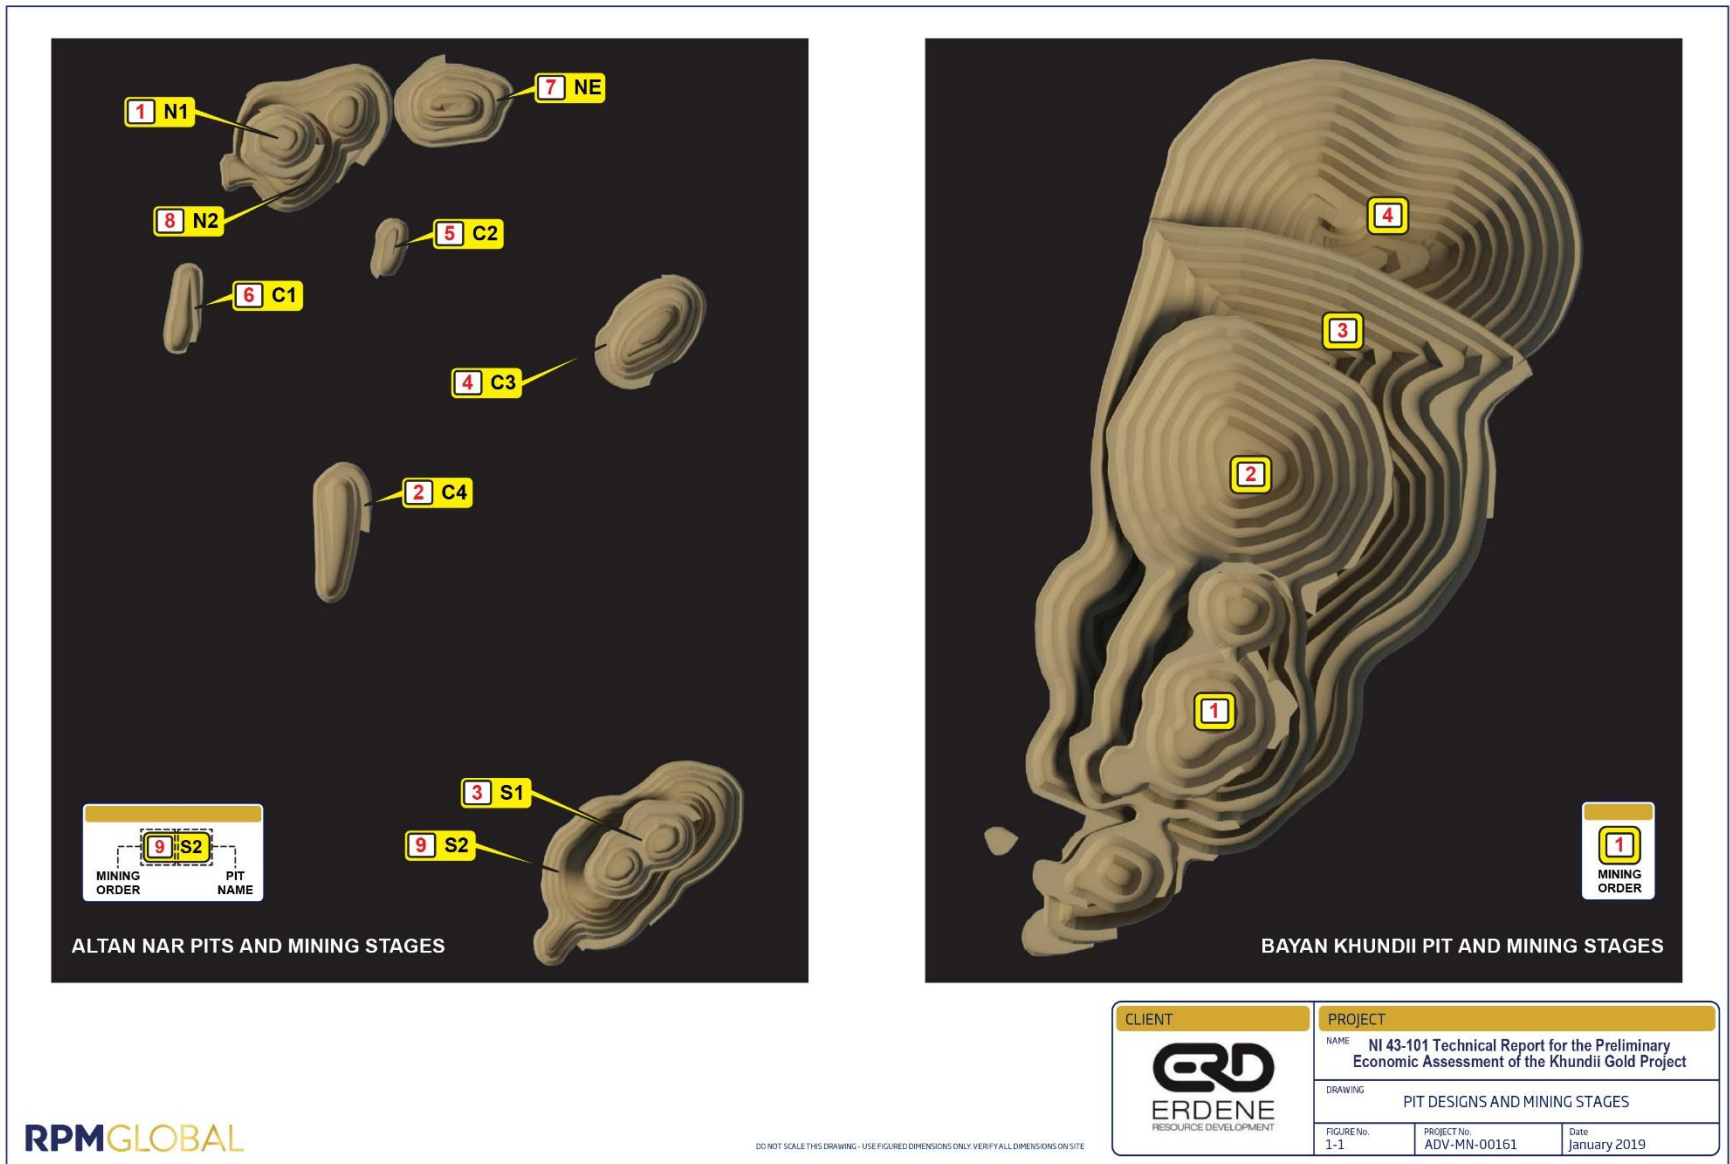 1 N1
7 NE
8 N2
5 C2
6 C1
4 C3
2 C4
3 S1
9 S2
9 S2
MINING ORDER
PIT NAME
ALTAN NAR PITS AND MINING STAGES
4
3
2
1
1
MINING
ORDER
BAYAN KHUNDII PIT AND MINING STAGES
CLIENT
ERD
ERDENE
RESOURCE DEVELOPMENT
PROJECT
NAME NI 43-101 Technical Report for the Preliminary
Economic Assessment of the Khundii Gold Project
DRAWING
PIT DESIGNS AND MINING STAGES
FIGURE No.
1-1
PROJECT No.
ADV-MN-00161
Date
January 2019
RPMGLOBAL
DO NOT SCALE THIS DRAWING - USE FIGURED DIMENSIONS ONLY. VERIFY ALL DIMENSIONS ON SITE